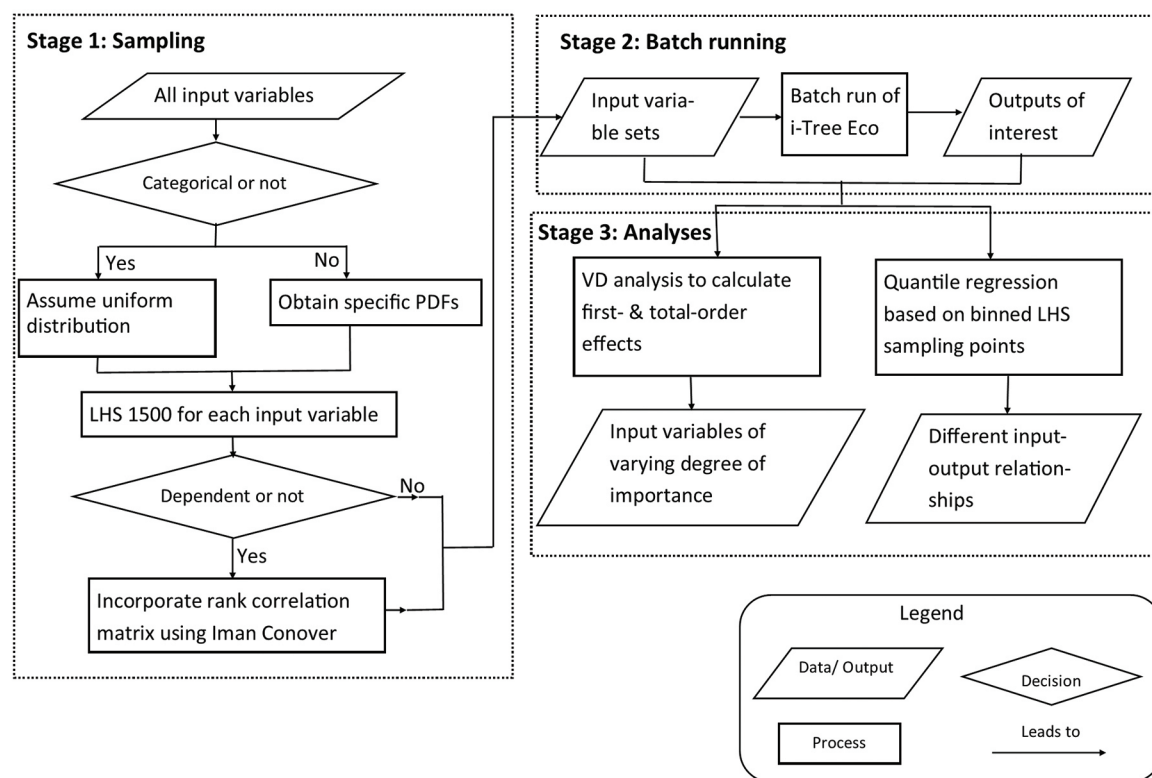 Stage 1: Sampling
All input variables
Categorical or not
Yes
No
Assume uniform
distribution
Obtain specific PDFs
LHS 1500 for each input variable
Dependent or not
No
Yes
Incorporate rank correlation
matrix using Iman Conover
Stage 2: Batch running
Input varia-
ble sets
Batch run of
i-Tree Eco
Outputs of
interest
Stage 3: Analyses
VD analysis to calculate
first- & total-order
effects
Quantile regression
based on binned LHS
sampling points
Input variables of
varying degree of
importance
Different input-
output relation-
ships
Legend
Data/ Output
Decision
Process
Leads to